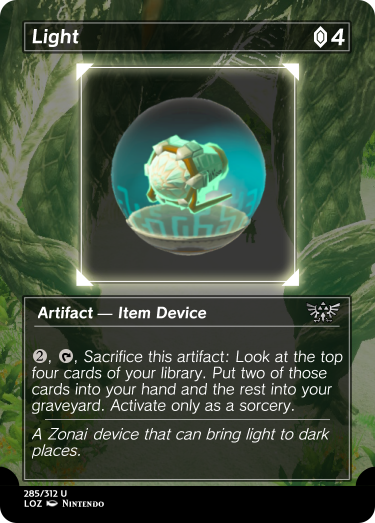 Light 4
Artifact — Item Device
2, T, Sacrifice this artifact: Look at the top
four cards of your library. Put two of those
cards into your hand and the rest into your
graveyard. Activate only as a sorcery.
A Zonai device that can bring light to dark
places.
285/312 U
LOZ Nintendo